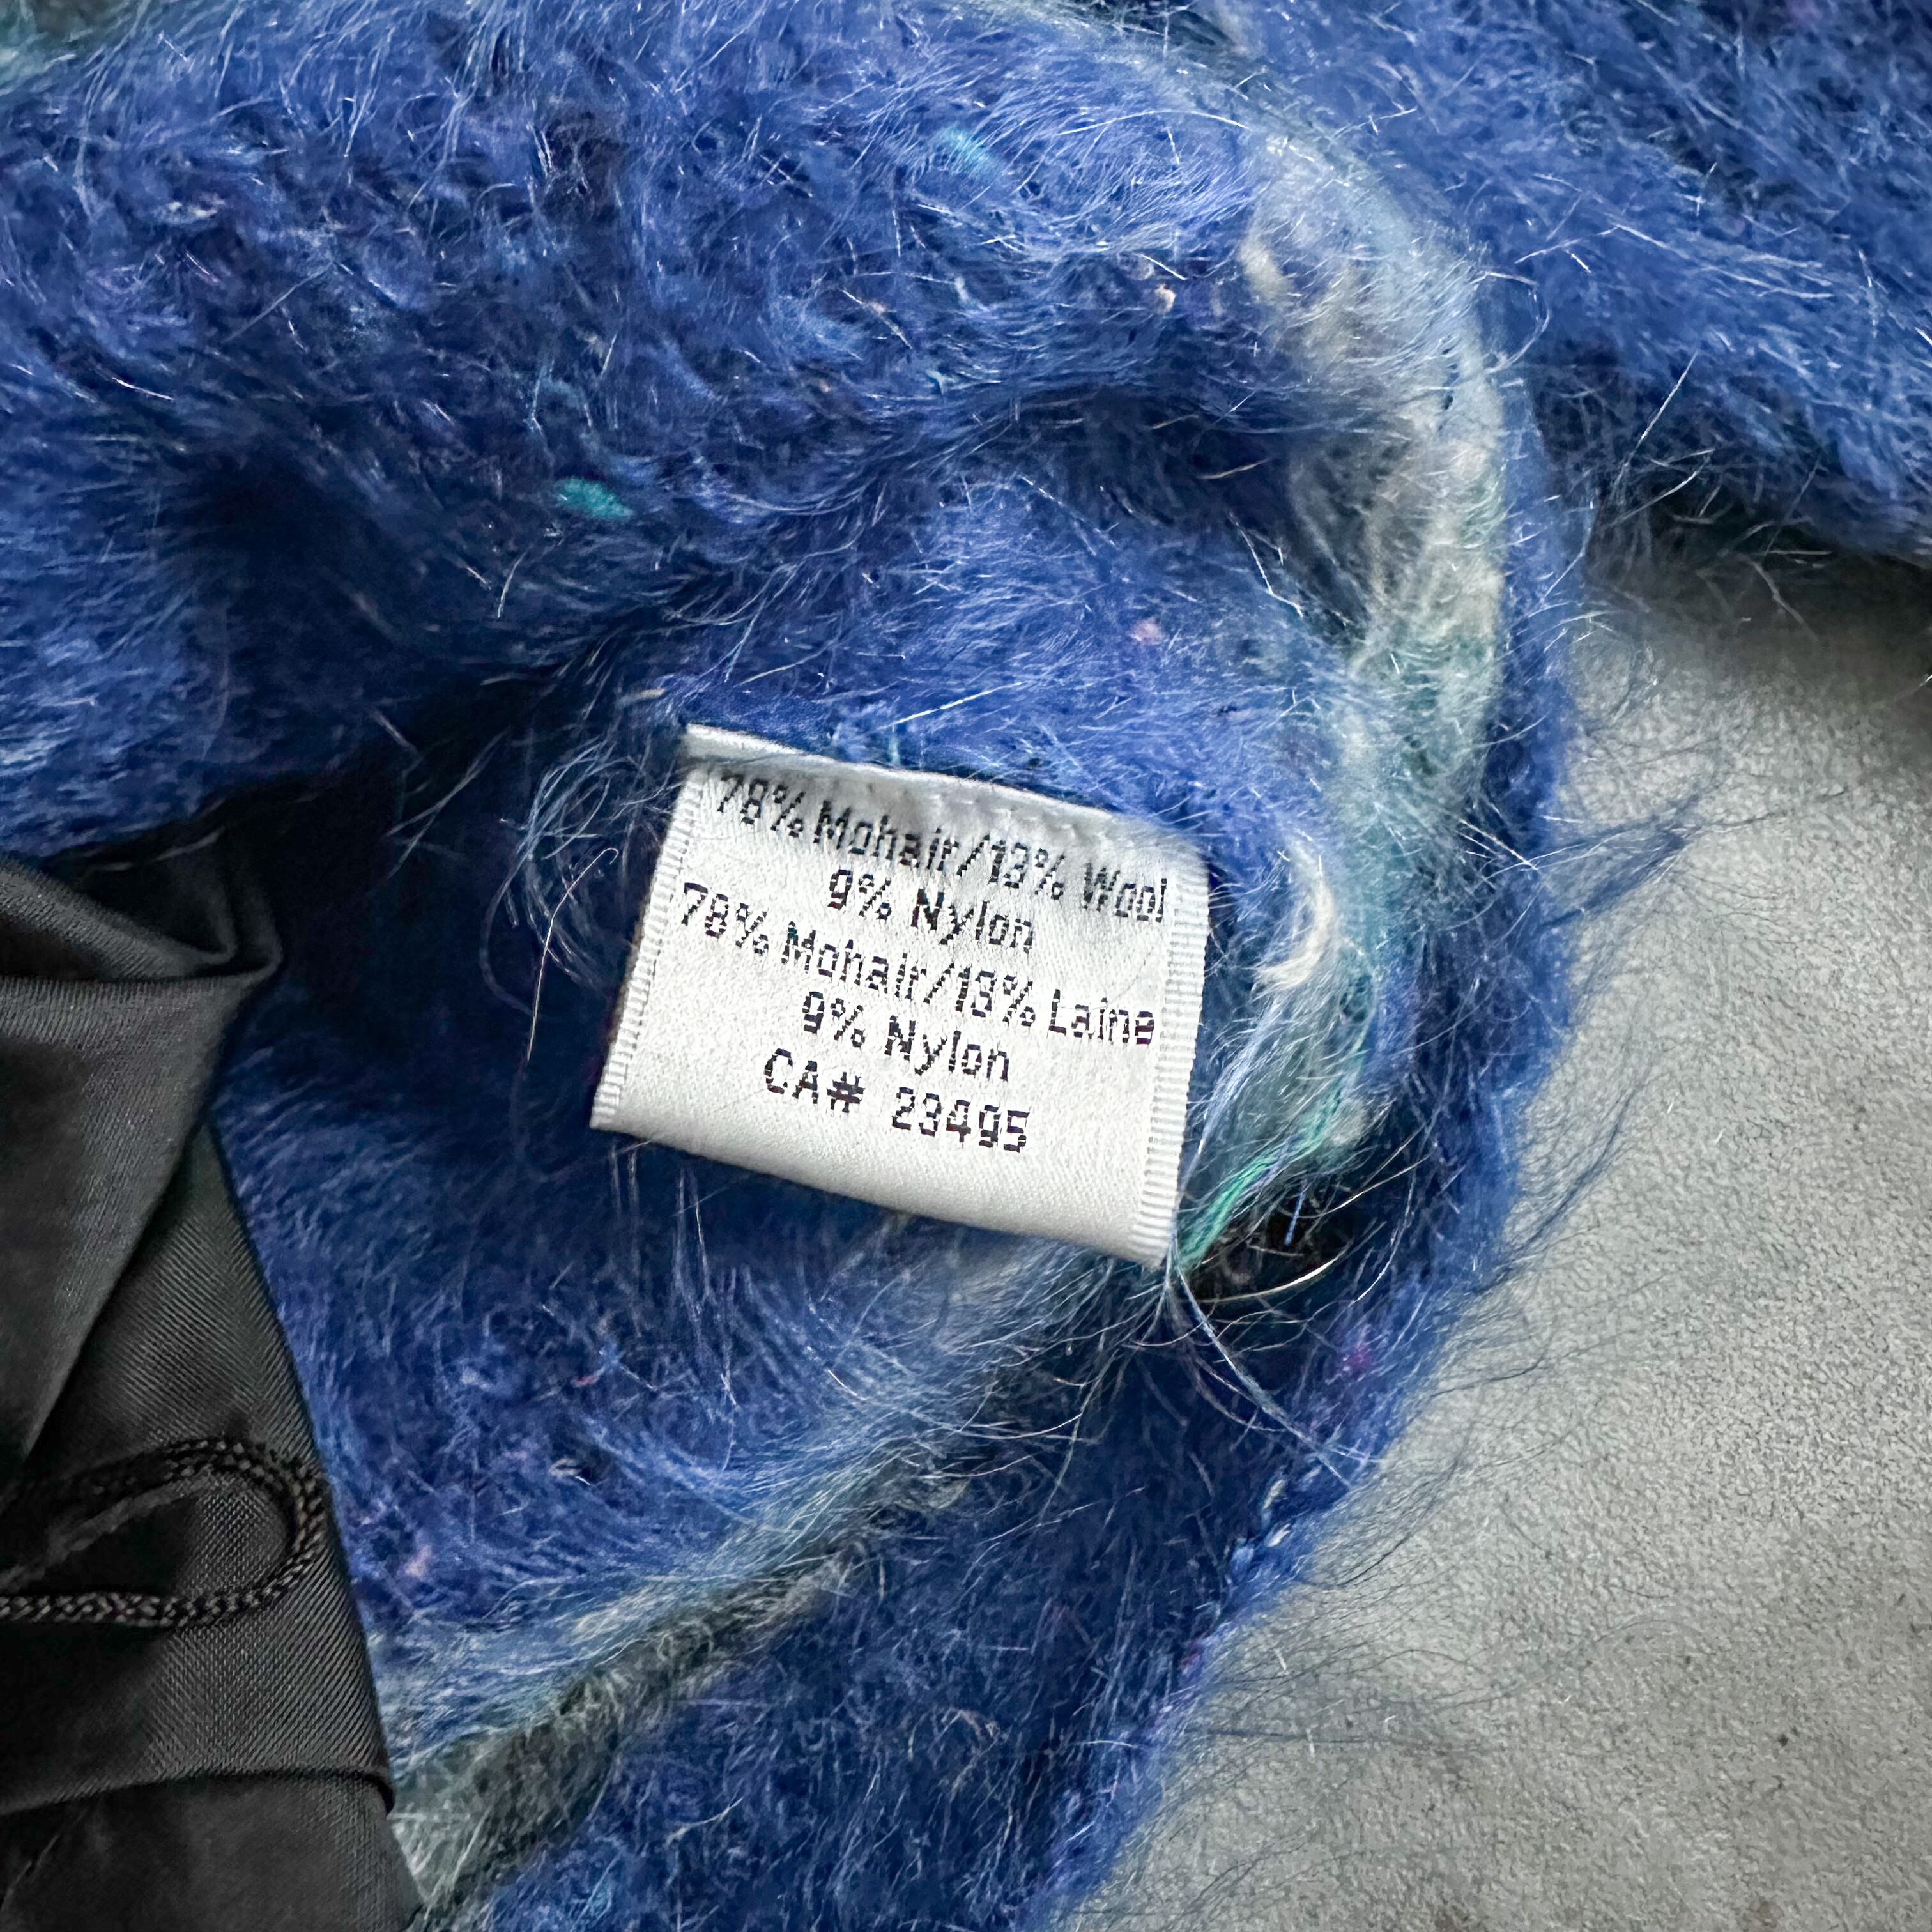 78% Mohair/13% Wool
9% Nylon
78% Mohair/13% Laine
9% Nylon
CA# 23495